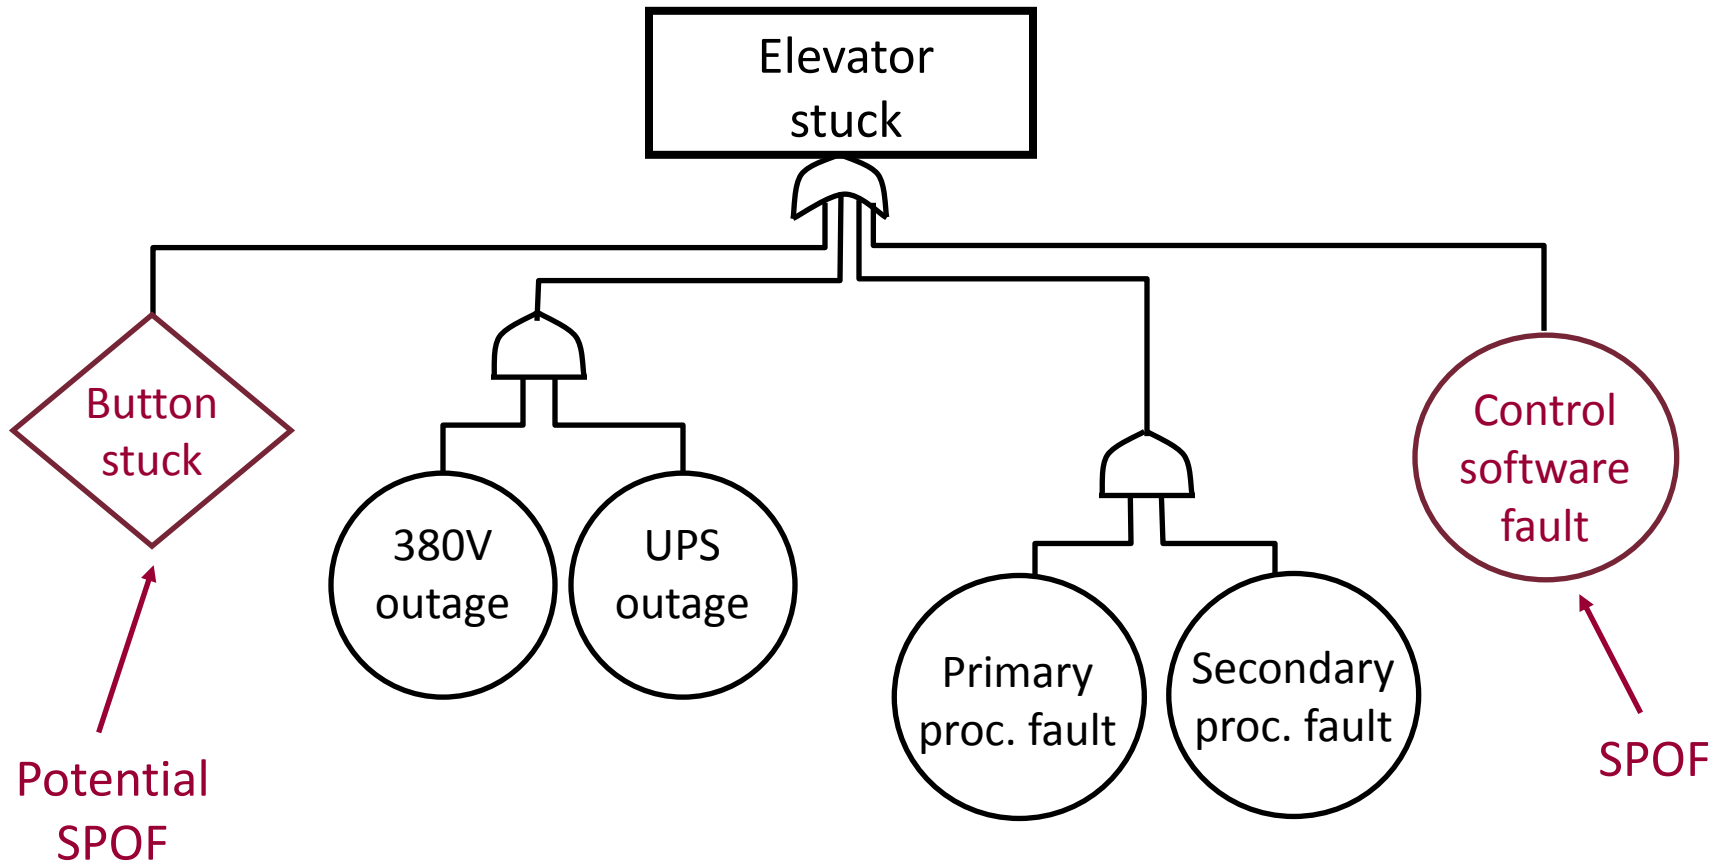 Elevator
stuck
Button
stuck
380V
outage
UPS
outage
Primary
proc. fault
Secondary
proc. fault
Control
software
fault
Potential
SPOF
SPOF